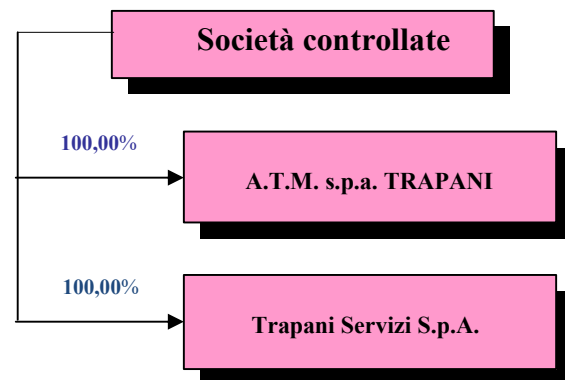 Società controllate
100,00%
A.T.M. s.p.a. TRAPANI
100,00%
Trapani Servizi S.p.A.